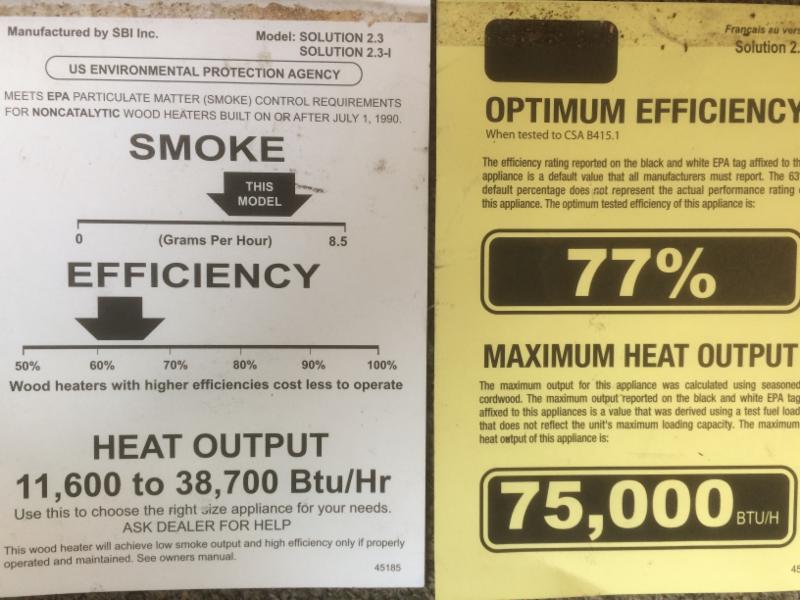 Manufactured by SBI Inc.
Model: SOLUTION 2.3
SOLUTION 2.3-I
US ENVIRONMENTAL PROTECTION AGENCY
MEETS EPA PARTICULATE MATTER (SMOKE) CONTROL REQUIREMENTS
FOR NONCATALYTIC WOOD HEATERS BUILT ON OR AFTER JULY 1, 1990.
SMOKE
THIS
MODEL
0 (Grams Per Hour) 8.5
EFFICIENCY
50% 60% 70% 80% 90% 100%
Wood heaters with higher efficiencies cost less to operate
HEAT OUTPUT
11,600 to 38,700 Btu/Hr
Use this to choose the right size appliance for your needs.
ASK DEALER FOR HELP
This wood heater will achieve low smoke output and high efficiency only if properly
operated and maintained. See owners manual.
45185
Français au
Solution 2.
OPTIMUM EFFICIENCY
When tested to CSA B415.1
The efficiency rating reported on the black and white EPA tag affixed to
appliance is a default value that all manufacturers must report. The 63
default percentage does not represent the actual performance rating
this appliance. The optimum tested efficiency of this appliance is:
77%
MAXIMUM HEAT OUTPUT
The maximum output for this appliance was calculated using seasoned
cordwood. The maximum output reported on the black and white EPA tag
affixed to this appliances is a value that was derived using a test fuel load
that does not reflect the unit's maximum loading capacity. The maximum
heat output of this appliance is:
75,000 BTU/H
45